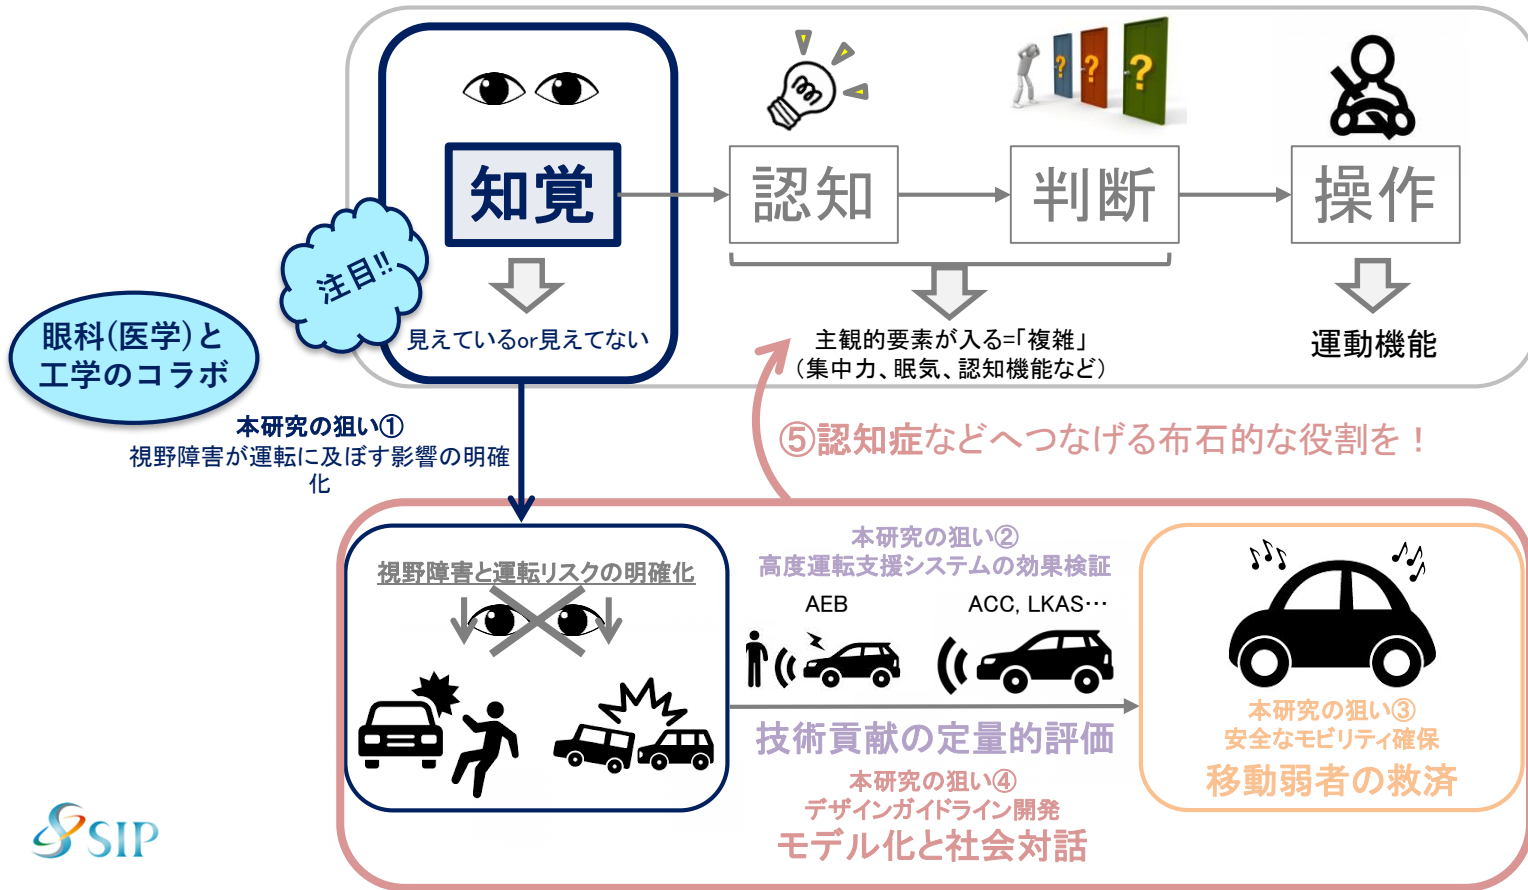 知覚
認知
判断
操作
?
?
?
注目!!
見えているor見えてない
主観的要素が入る=「複雑」
（集中力、眠気、認知機能など）
運動機能
眼科(医学)と
工学のコラボ
本研究の狙い①
視野障害が運転に及ぼす影響の明確
化
⑤認知症などへつなげる布石的な役割を！
視野障害と運転リスクの明確化
本研究の狙い②
高度運転支援システムの効果検証
AEB
ACC, LKAS…
技術貢献の定量的評価
本研究の狙い③
安全なモビリティ確保
移動弱者の救済
本研究の狙い④
デザインガイドライン開発
モデル化と社会対話
SIP